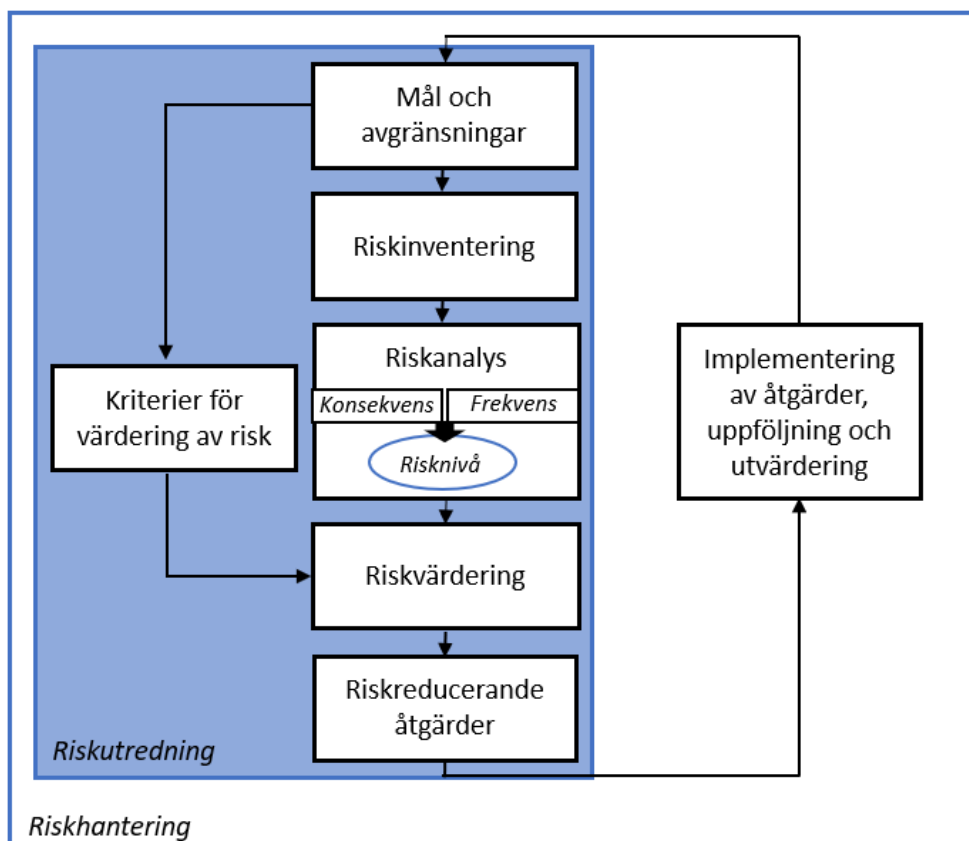 Mål och
avgränsningar
Riskinventering
Riskanalys
Konsekvens
Frekvens
Risknivå
Kriterier för
värdering av risk
Implementering
av åtgärder,
uppföljning och
utvärdering
Riskvärdering
Riskreducerande
åtgärder
Riskutredning
Riskhantering